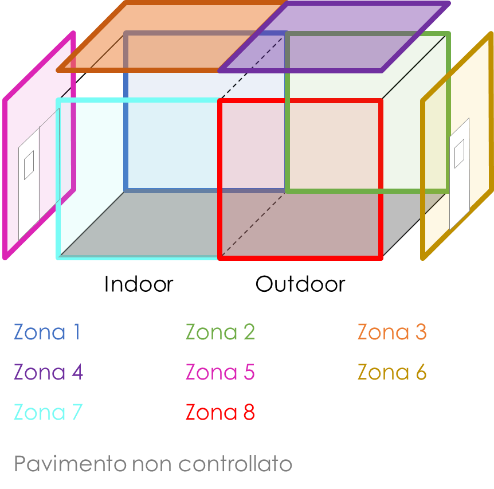 Indoor Outdoor
Zona 1 Zona 2 Zona 3
Zona 4 Zona 5 Zona 6
Zona 7 Zona 8
Pavimento non controllato